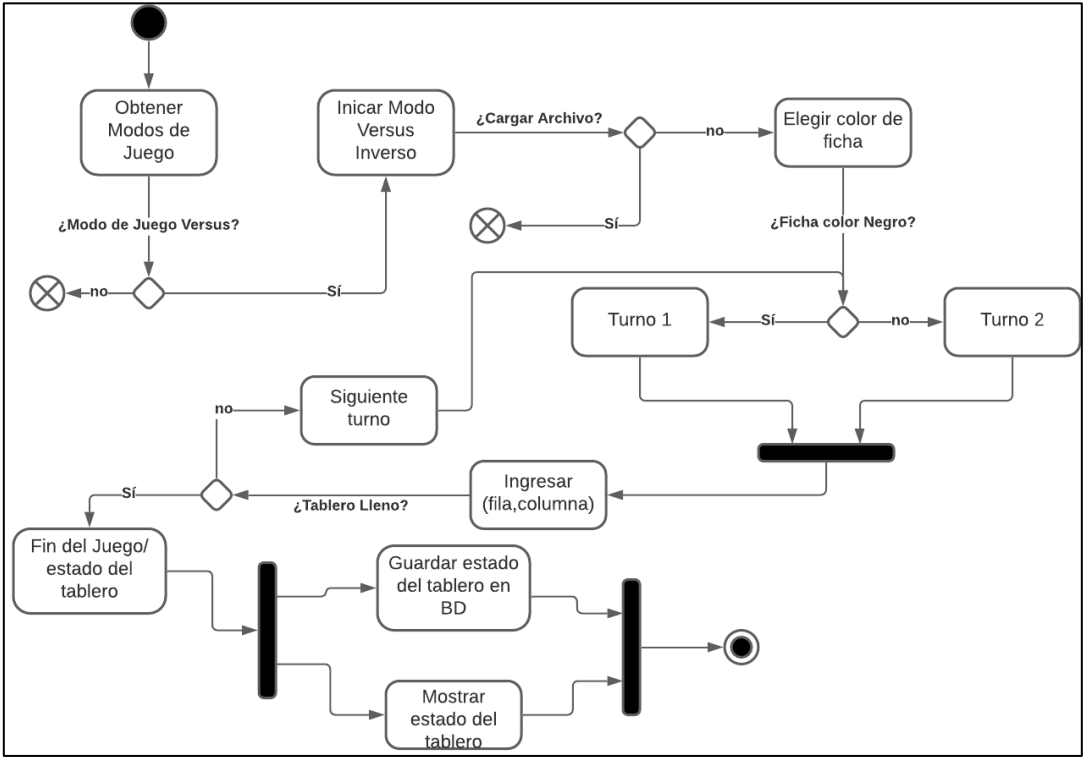 Obtener
Modos de
Juego
Inicar Modo
Versus
Inverso
¿Cargar Archivo?
no
Elegir color de
ficha
¿Modo de Juego Versus?
Sí
¿Ficha color Negro?
no
Sí
Turno 1
Sí
no
Turno 2
no
Siguiente
turno
Sí
¿Tablero Lleno?
Ingresar
(fila,columna)
Fin del Juego/
estado del
tablero
Guardar estado
del tablero en
BD
Mostrar
estado del
tablero